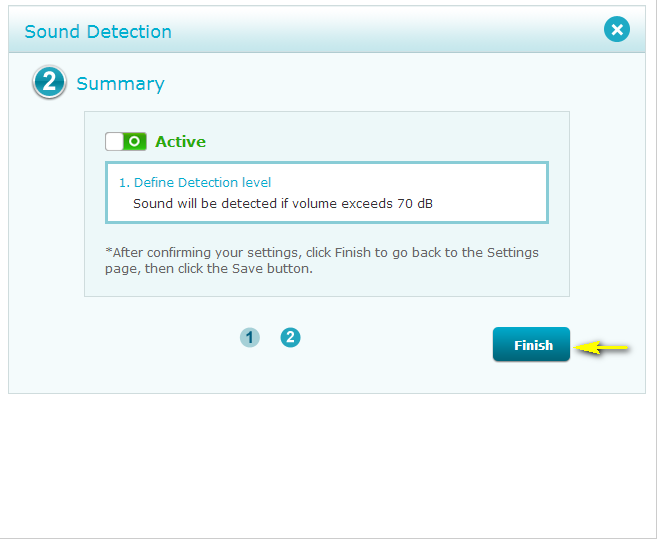 Sound Detection
2 Summary
Active
1. Define Detection level
Sound will be detected if volume exceeds 70 dB
*After confirming your settings, click Finish to go back to the Settings
page, then click the Save button.
1 2
Finish